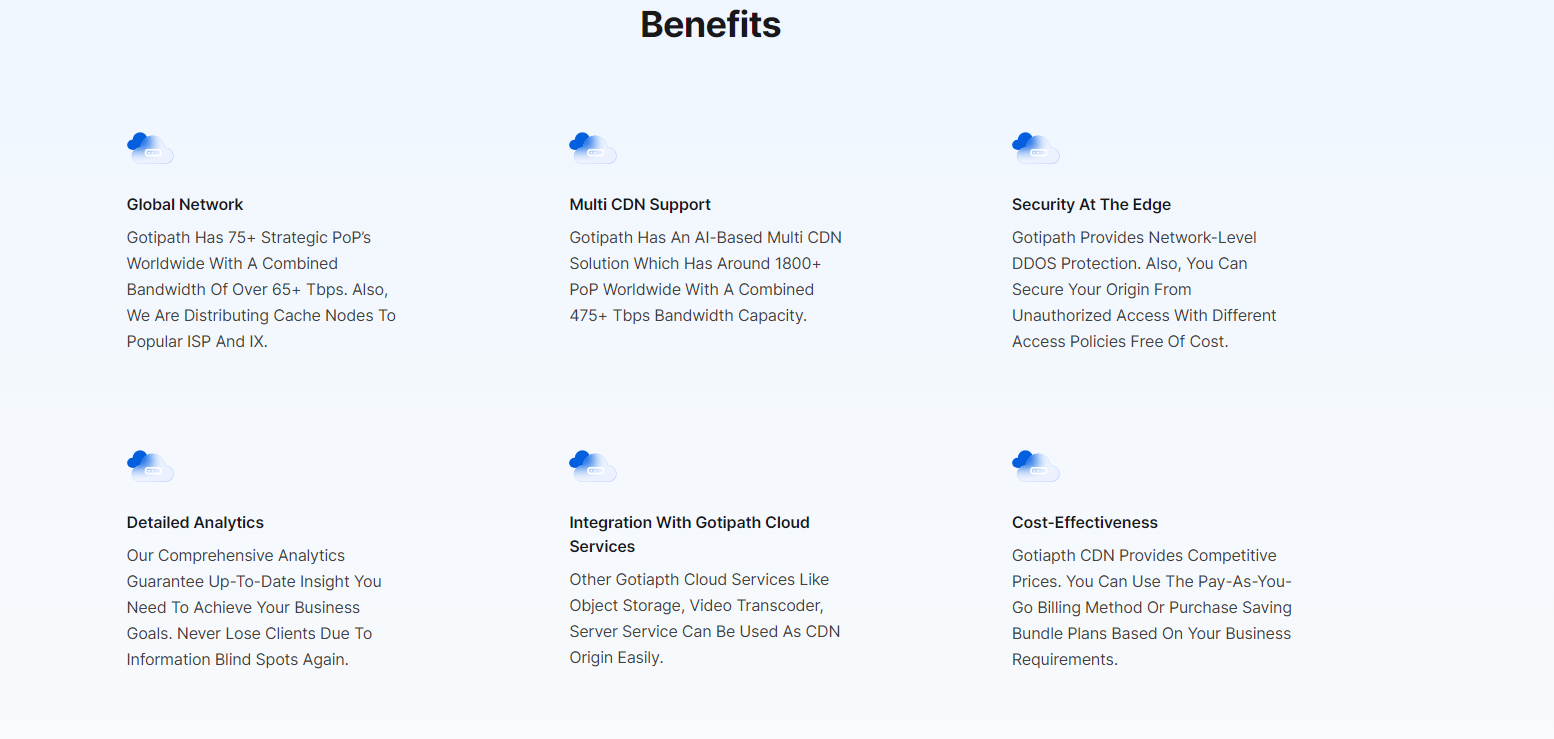 Benefits
Global Network
Gotipath Has 75+ Strategic PoP's
Worldwide With A Combined
Bandwidth Of Over 65+ Tbps. Also,
We Are Distributing Cache Nodes To
Popular ISP And IX.
Multi CDN Support
Gotipath Has An AI-Based Multi CDN
Solution Which Has Around 1800+
PoP Worldwide With A Combined
475+ Tbps Bandwidth Capacity.
Security At The Edge
Gotipath Provides Network-Level
DDOS Protection. Also, You Can
Secure Your Origin From
Unauthorized Access With Different
Access Policies Free Of Cost.
Detailed Analytics
Our Comprehensive Analytics
Guarantee Up-To-Date Insight You
Need To Achieve Your Business
Goals. Never Lose Clients Due To
Information Blind Spots Again.
Integration With Gotipath Cloud
Services
Other Gotiapth Cloud Services Like
Object Storage, Video Transcoder,
Server Service Can Be Used As CDN
Origin Easily.
Cost-Effectiveness
Gotiapth CDN Provides Competitive
Prices. You Can Use The Pay-As-You-
Go Billing Method Or Purchase Saving
Bundle Plans Based On Your Business
Requirements.